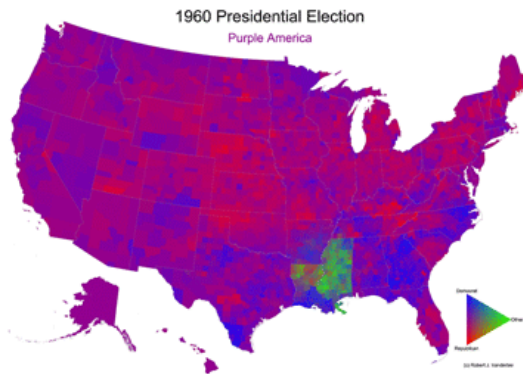 1960 Presidential Election
Purple America
Democrat
Other
Republican
(c) Robert J. Vanderbei